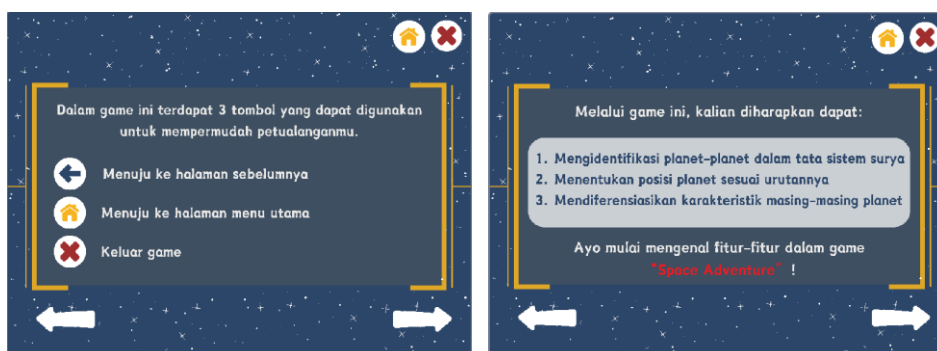 Dalam game ini terdapat 3 tombol yang dapat digunakan
untuk mempermudah petualanganmu.
Menuju ke halaman sebelumnya
Menuju ke halaman menu utama
Keluar game
Melalui game ini, kalian diharapkan dapat:
1. Mengidentifikasi planet-planet dalam tata sistem surya
2. Menentukan posisi planet sesuai urutannya
3. Mendiferensiasikan karakteristik masing-masing planet
Ayo mulai mengenal fitur-fitur dalam game
"Space Adventure" !